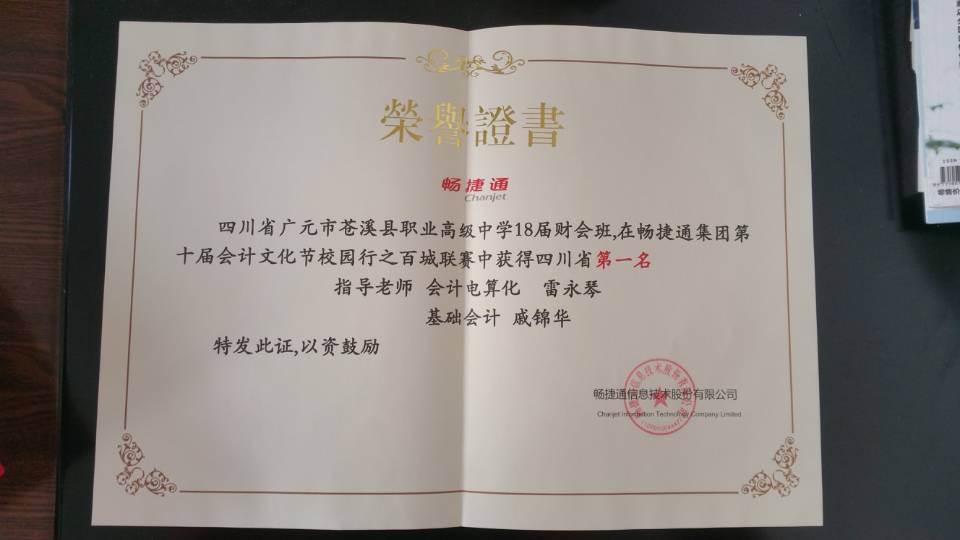 榮譽證書
畅捷通
Chanjet
四川省广元市苍溪县职业高级中学18届财会班,在畅捷通集团第
十届会计文化节校园行之百城联赛中获得四川省第一名
指导老师 会计电算化 雷永琴
基础会计 戚锦华
特发此证,以资鼓励
畅捷通信息技术股份有限公司
Chanjet Information Technology Company Limited
零售价